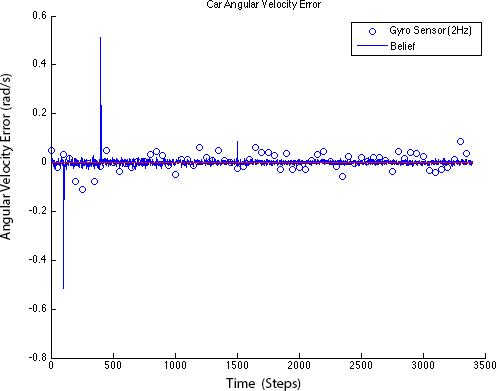 Car Angular Velocity Error
Gyro Sensor (2Hz)
Belief
Angular Velocity Error (rad/s)
0.6
0.4
0.2
0
-0.2
-0.4
-0.6
-0.8
0 500 1000 1500 2000 2500 3000 3500
Time (Steps)